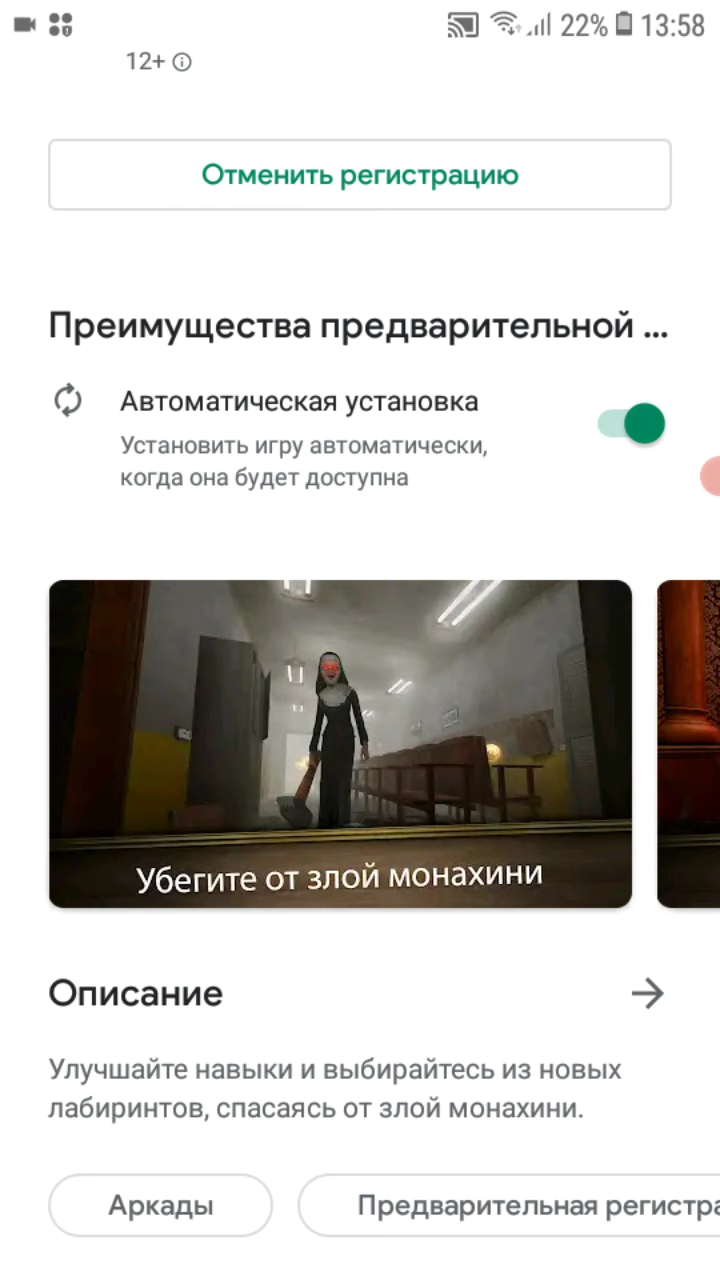 22% 13:58
12+
Отменить регистрацию
Преимущества предварительной ...
Автоматическая установка
Установить игру автоматически,
когда она будет доступна
Убегите от злой монахини
Описание
Улучшайте навыки и выбирайтесь из новых
лабиринтов, спасаясь от злой монахини.
Аркады
Предварительная регистра